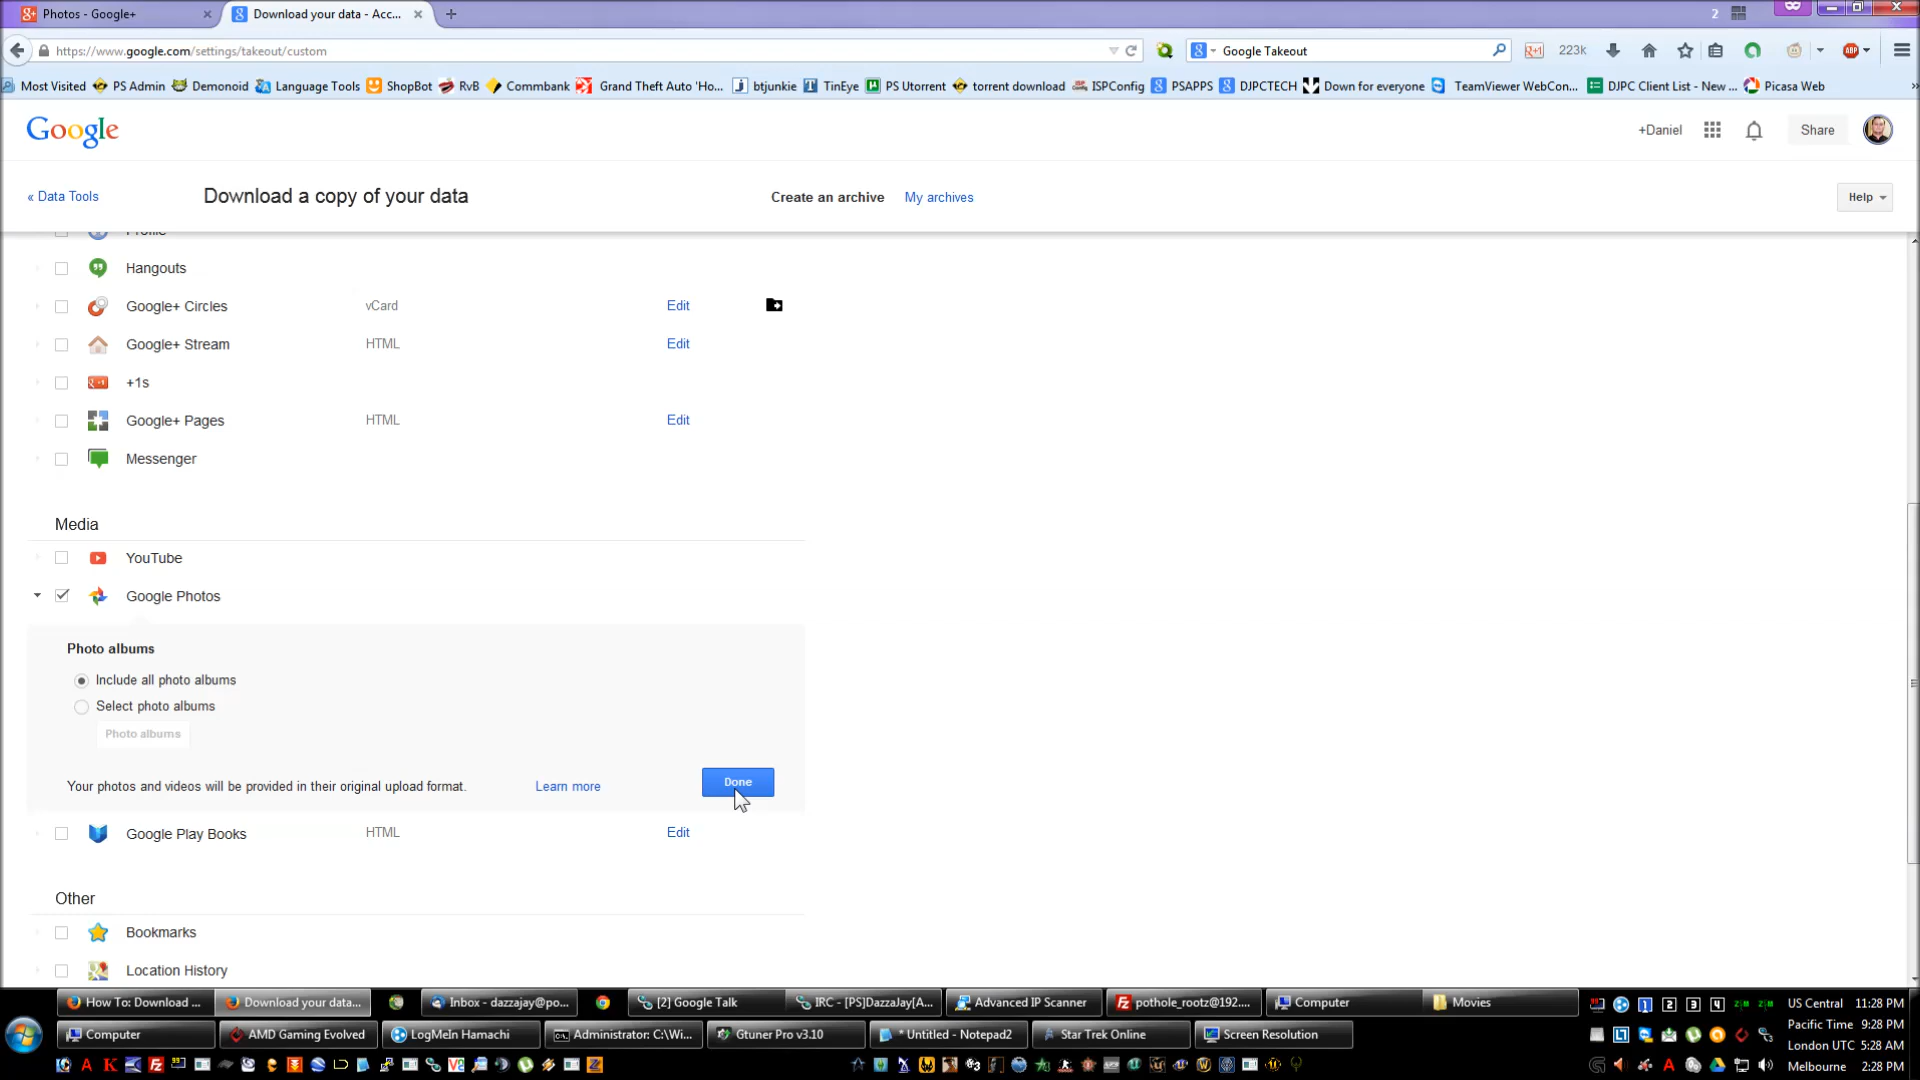 Photos - Google+
Download your data - Acc...
2
https://www.google.com/settings/takeout/custom
Google Takeout
223k
Most Visited PS Admin Demonoid Language Tools ShopBot RvB Commbank Grand Theft Auto 'Ho... btjunkie TinEye PS Utorrent torrent download ISPConfig PSAPPS DJPCTECH Down for everyone TeamViewer WebCon... DJPC Client List - New ... Picasa Web
Google
+Daniel
Share
« Data Tools
Download a copy of your data
Create an archive
My archives
Help
Profile
Hangouts
Google+ Circles vCard Edit
Google+ Stream HTML Edit
+1s
Google+ Pages HTML Edit
Messenger
Media
YouTube
Google Photos
Photo albums
Include all photo albums
Select photo albums
Photo albums
Your photos and videos will be provided in their original upload format. Learn more Done
Google Play Books HTML Edit
Other
Bookmarks
Location History
How To: Download ... Download your data... Inbox - dazzajay@po... [2] Google Talk IRC - [PS]DazzaJay[A... Advanced IP Scanner pothole_rootz@192.... Computer Movies
US Central 11:28 PM
Computer AMD Gaming Evolved LogMeIn Hamachi Administrator: C:\Wi... Gtuner Pro v3.10 * Untitled - Notepad2 Star Trek Online Screen Resolution
Pacific Time 9:28 PM
London UTC 5:28 AM
Melbourne 2:28 PM